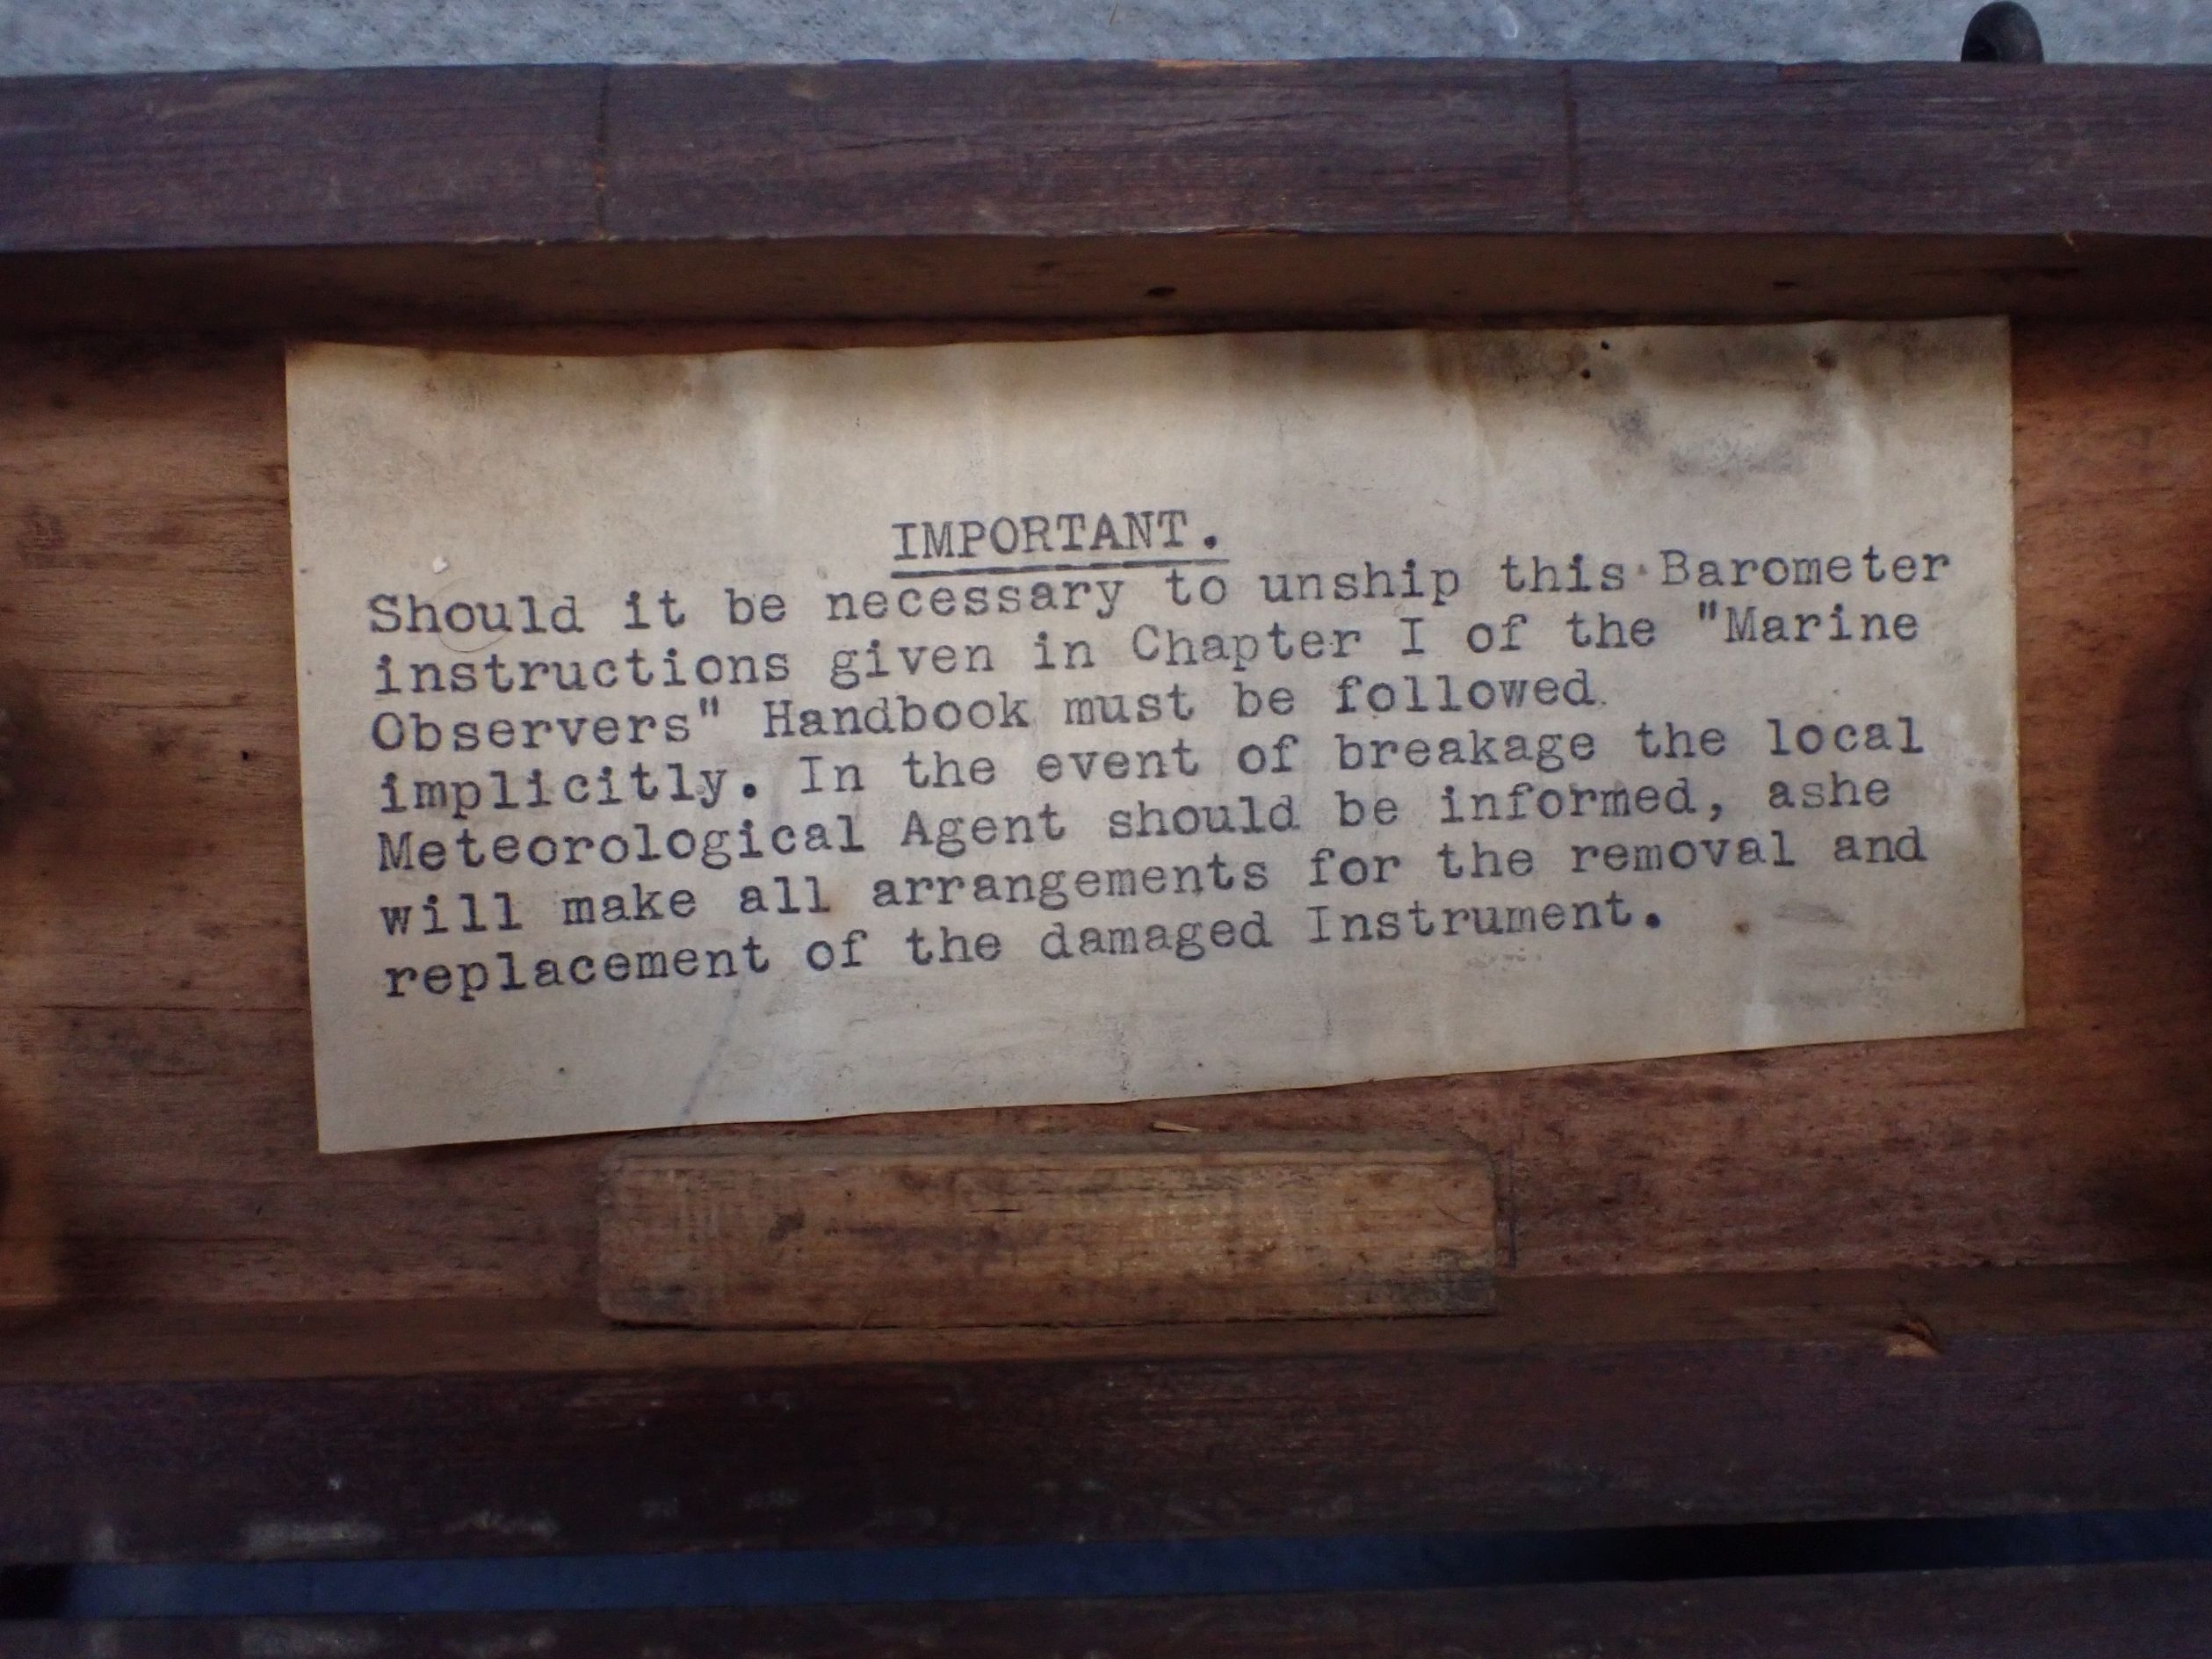 IMPORTANT.
Should it be necessary to unship this Barometer
instructions given in Chapter I of the "Marine
Observers" Handbook must be followed
implicitly. In the event of breakage the local
Meteorological Agent should be informed, ashe
will make all arrangements for the removal and
replacement of the damaged Instrument.